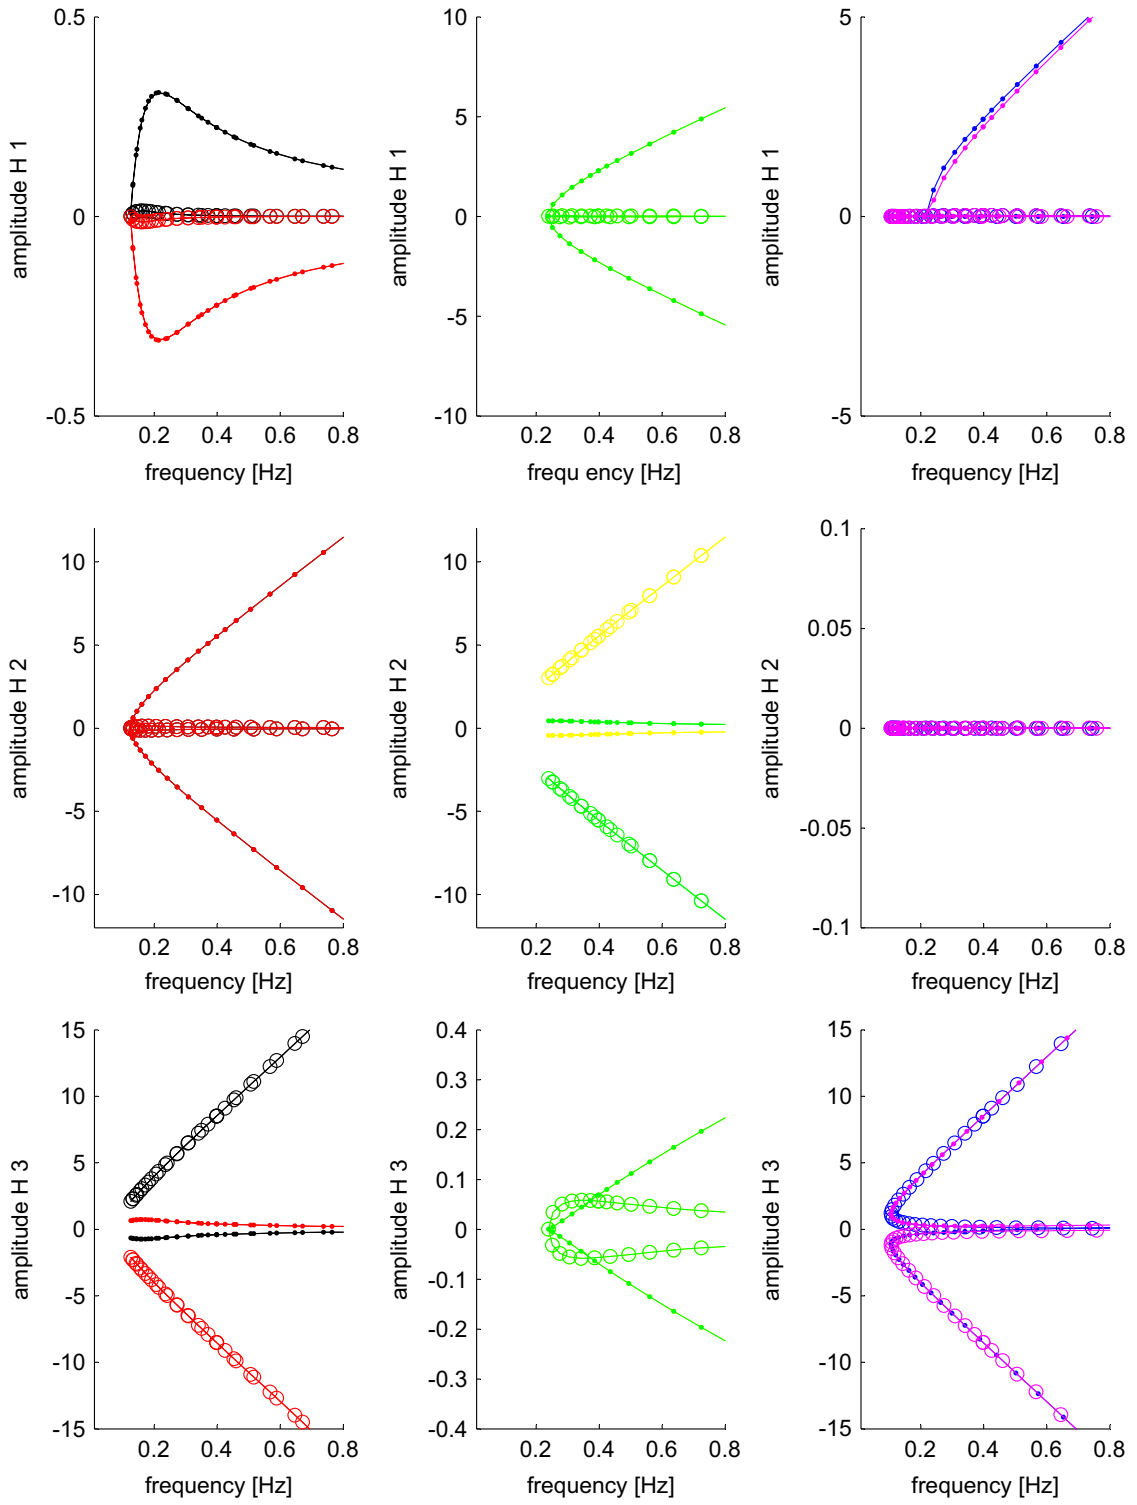 0.5
0
-0.5
0.2 0.4 0.6 0.8
frequency [Hz]
amplitude H 1
10
5
0
-5
-10
0.2 0.4 0.6 0.8
frequ ency [Hz]
amplitude H 1
5
0
-5
0.2 0.4 0.6 0.8
frequency [Hz]
amplitude H 1
10
5
0
-5
-10
0.2 0.4 0.6 0.8
frequency [Hz]
amplitude H 2
10
5
0
-5
-10
0.2 0.4 0.6 0.8
frequency [Hz]
amplitude H 2
0.1
0.05
0
-0.05
-0.1
0.2 0.4 0.6 0.8
frequency [Hz]
amplitude H 2
15
10
5
0
-5
-10
-15
0.2 0.4 0.6 0.8
frequency [Hz]
amplitude H 3
0.4
0.3
0.2
0.1
0
-0.1
-0.2
-0.3
-0.4
0.2 0.4 0.6 0.8
frequency [Hz]
amplitude H 3
15
10
5
0
-5
-10
-15
0.2 0.4 0.6 0.8
frequency [Hz]
amplitude H 3